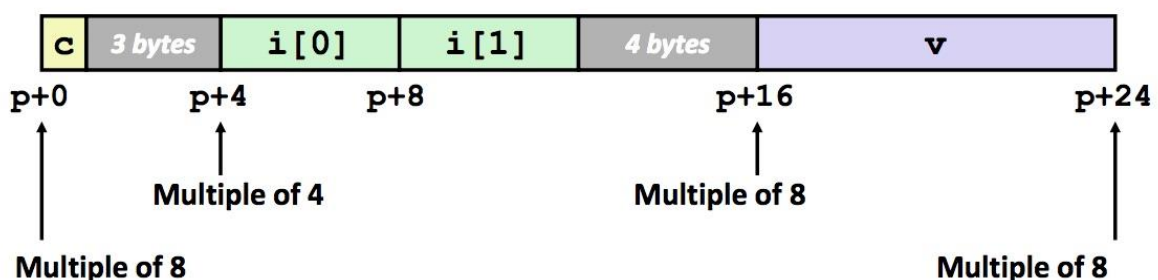 c 3 bytes i[0] i[1] 4 bytes v
p+0 p+4 p+8 p+16 p+24
Multiple of 4 Multiple of 8
Multiple of 8 Multiple of 8